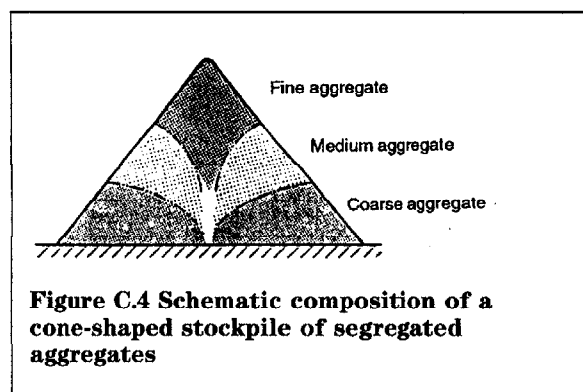 Fine aggregate
Medium aggregate
Coarse aggregate
Figure C.4 Schematic composition of a
cone-shaped stockpile of segregated
aggregates